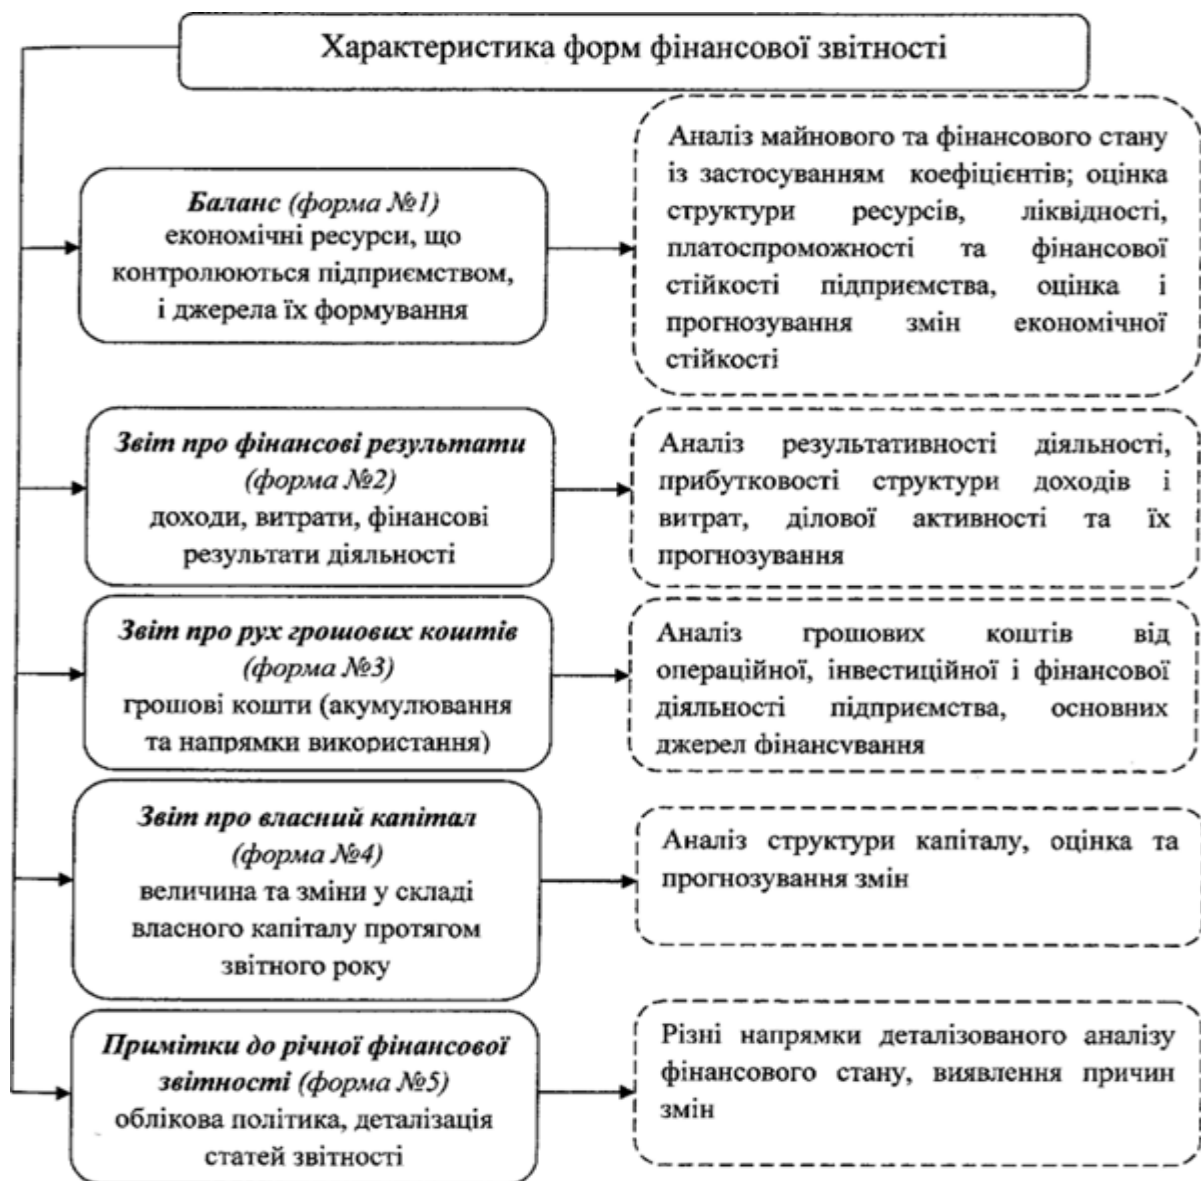 Характеристика форм фінансової звітності
Баланс (форма №1)
економічні ресурси, що
контролюються підприємством,
і джерела їх формування
Аналіз майнового та фінансового стану
із застосуванням коефіцієнтів; оцінка
структури ресурсів, ліквідності,
платоспроможності та фінансової
стійкості підприємства, оцінка і
прогнозування змін економічної
стійкості
Звіт про фінансові результати
(форма №2)
доходи, витрати, фінансові
результати діяльності
Аналіз результативності діяльності,
прибутковості структури доходів і
витрат, ділової активності та їх
прогнозування
Звіт про рух грошових коштів
(форма №3)
грошові кошти (акумулювання
та напрямки використання)
Аналіз грошових коштів від
операційної, інвестиційної і фінансової
діяльності підприємства, основних
джерел фінансування
Звіт про власний капітал
(форма №4)
величина та зміни у складі
власного капіталу протягом
звітного року
Аналіз структури капіталу, оцінка та
прогнозування змін
Примітки до річної фінансової
звітності (форма №5)
облікова політика, деталізація
статей звітності
Різні напрямки деталізованого аналізу
фінансового стану, виявлення причин
змін